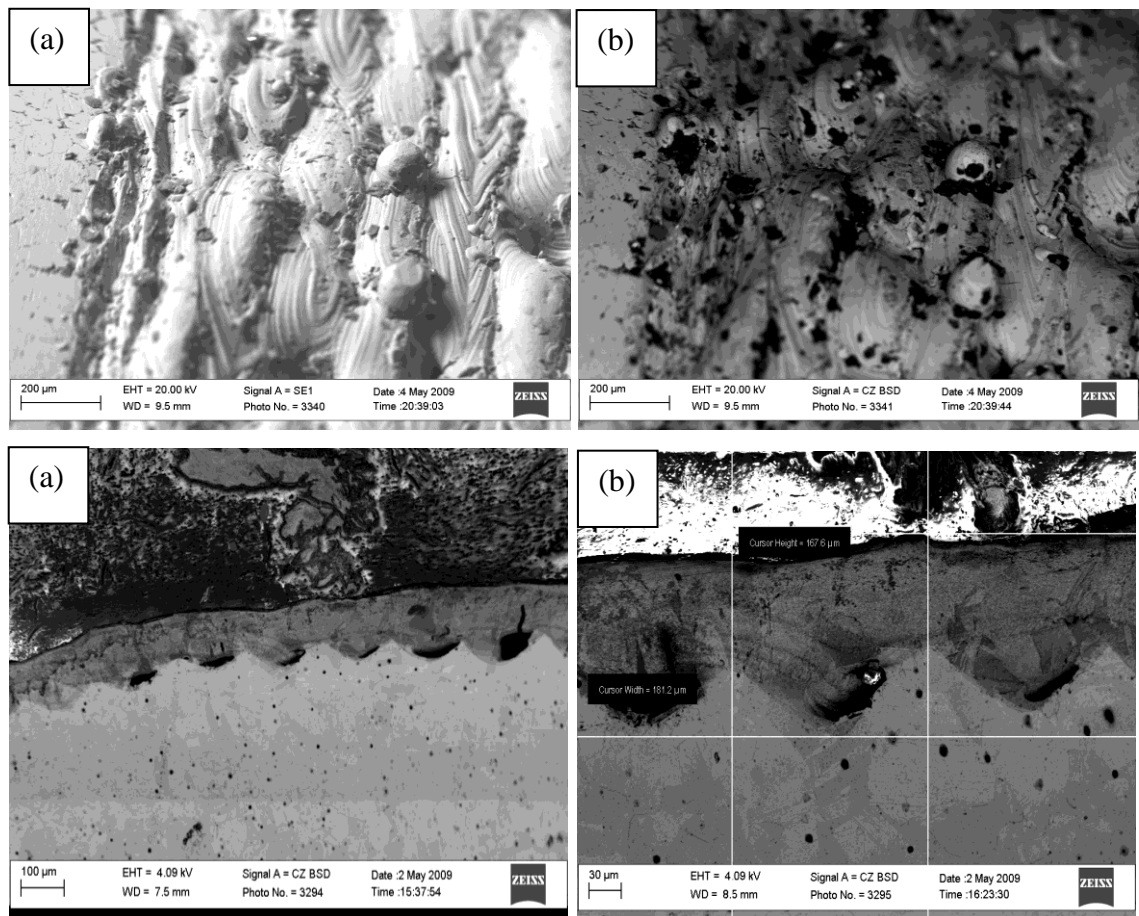 (a)
(b)
200 µm EHT = 20.00 kV Signal A = SE1 Date :4 May 2009 ZEISS
WD = 9.5 mm Photo No. = 3340 Time :20:39:03
200 µm EHT = 20.00 kV Signal A = CZ BSD Date :4 May 2009 ZEISS
WD = 9.5 mm Photo No. = 3341 Time :20:39:44
(a)
(b)
Cursor Height = 167.6 µm
Cursor Width = 181.2 µm
100 µm EHT = 4.09 kV Signal A = CZ BSD Date :2 May 2009 ZEISS
WD = 7.5 mm Photo No. = 3294 Time :15:37:54
30 µm EHT = 4.09 kV Signal A = CZ BSD Date :2 May 2009 ZEISS
WD = 8.5 mm Photo No. = 3295 Time :16:23:30